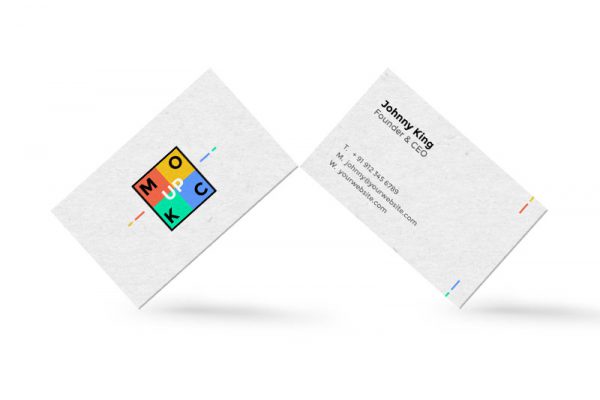 M O
UP
K C
Johnny King
Founder & CEO
T. + 91 912 345 6789
M. johnny@yourwebsite.com
W. yourwebsite.com